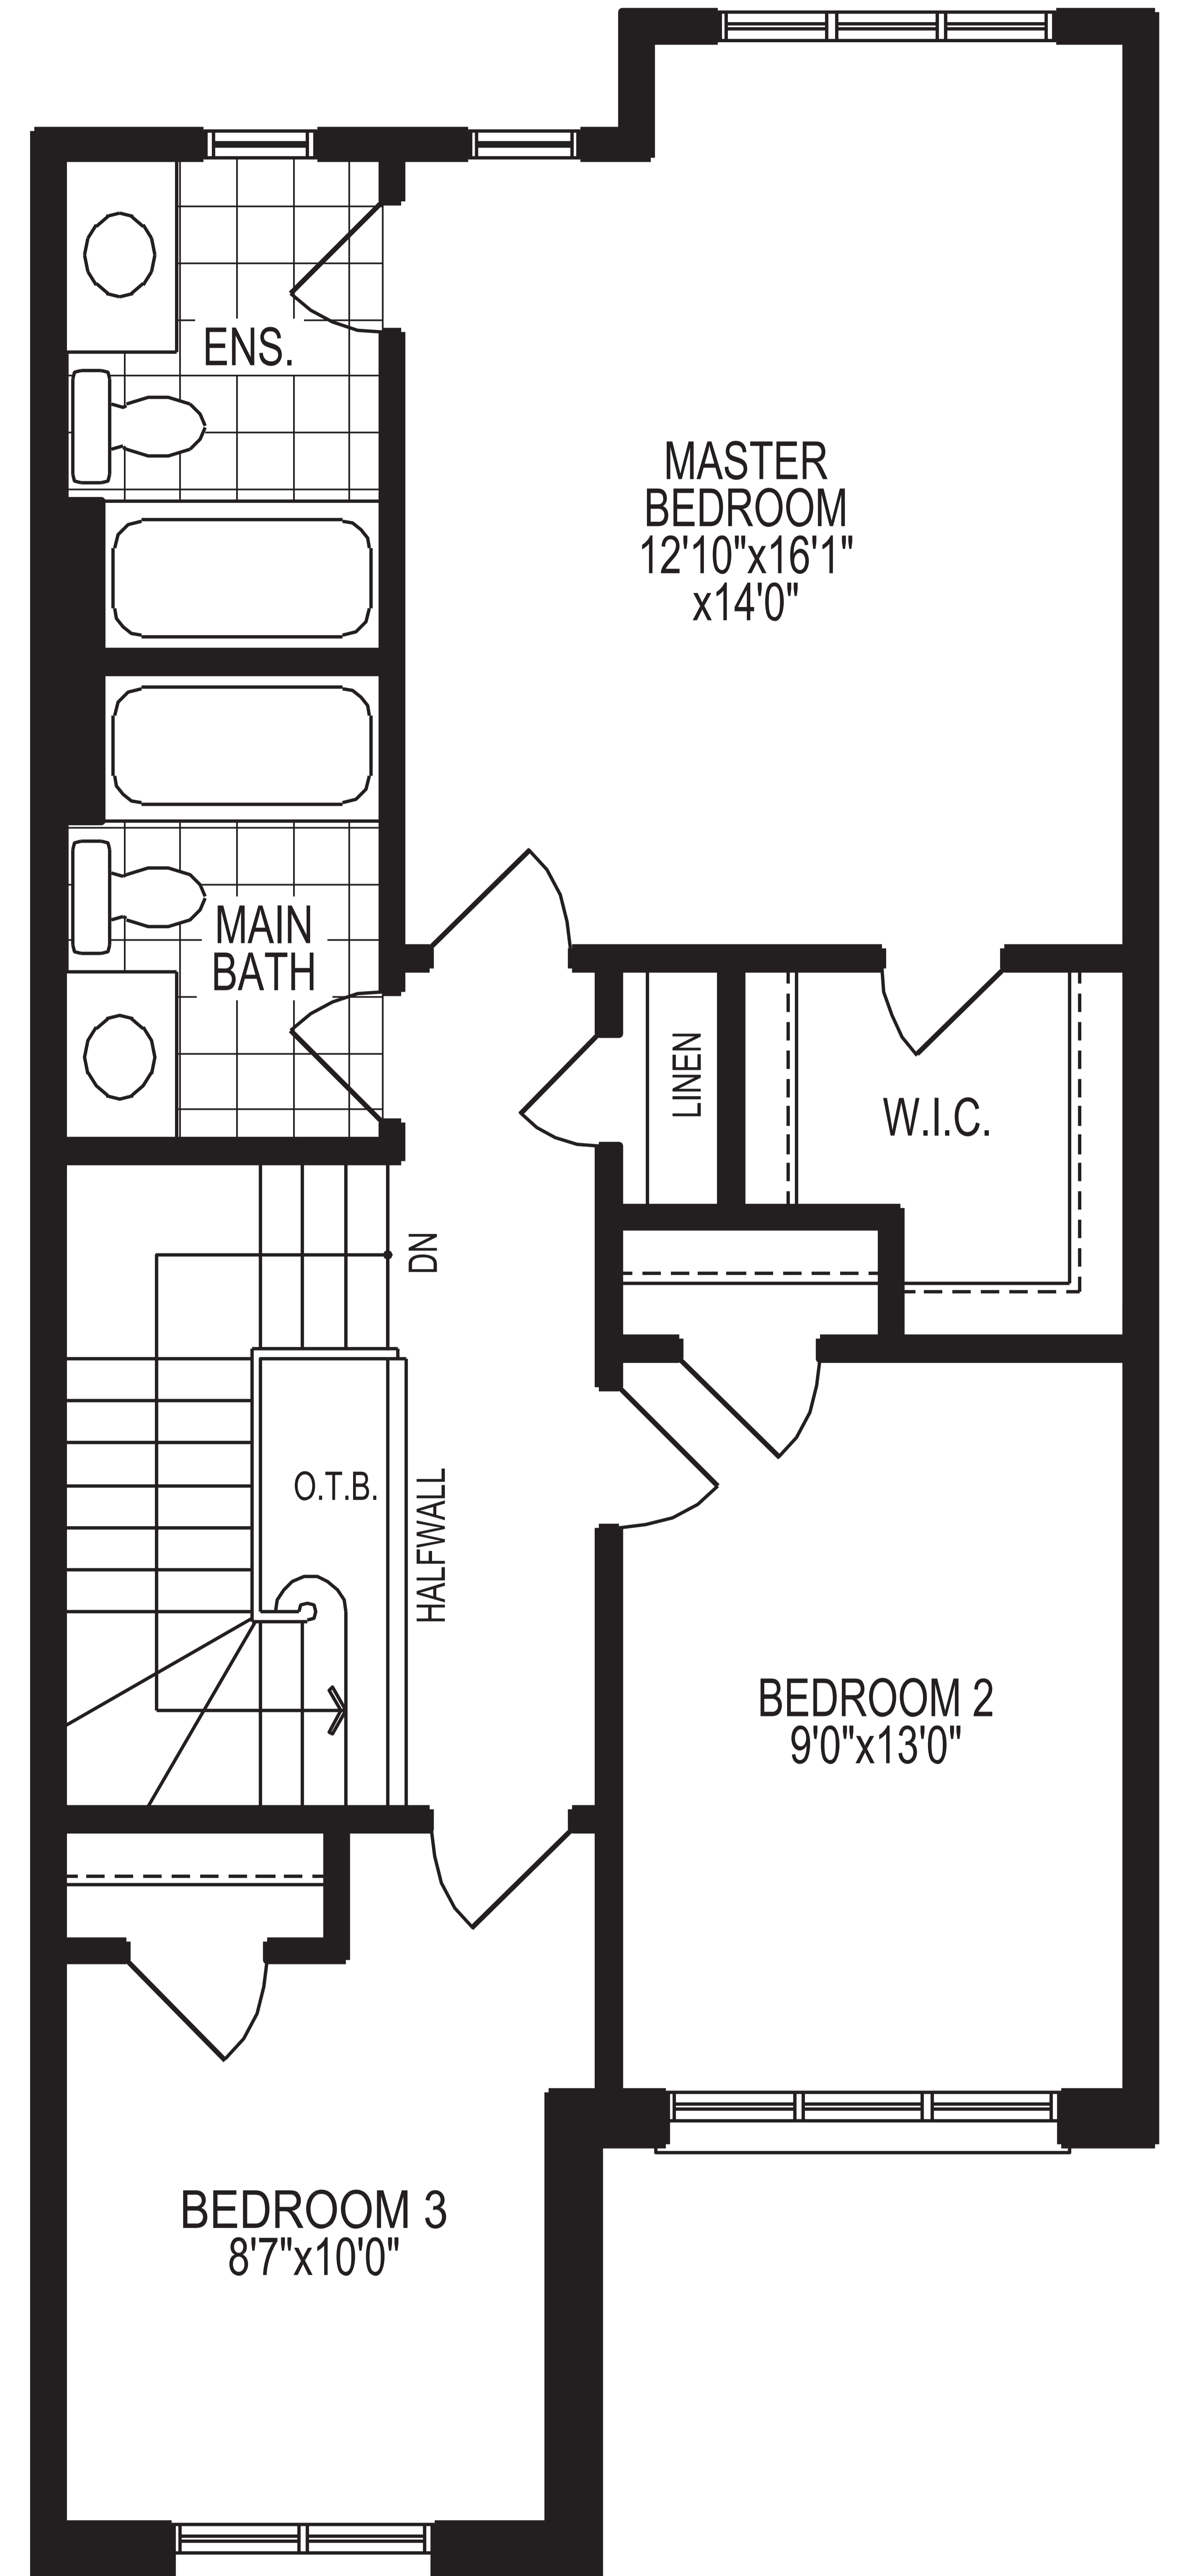 ENS.
MASTER
BEDROOM
12'10"x16'1"
x14'0"
MAIN
BATH
LINEN
W.I.C.
DN
O.T.B.
HALFWALL
BEDROOM 2
9'0"x13'0"
BEDROOM 3
8'7"x10'0"